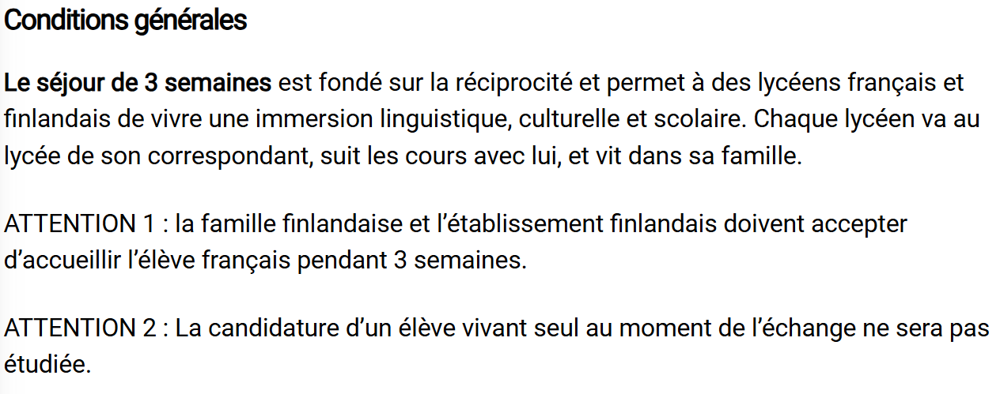 Conditions générales
Le séjour de 3 semaines est fondé sur la réciprocité et permet à des lycéens français et
finlandais de vivre une immersion linguistique, culturelle et scolaire. Chaque lycéen va au
lycée de son correspondant, suit les cours avec lui, et vit dans sa famille.
ATTENTION 1 : la famille finlandaise et l’établissement finlandais doivent accepter
d’accueillir l’élève français pendant 3 semaines.
ATTENTION 2 : La candidature d’un élève vivant seul au moment de l’échange ne sera pas
étudiée.